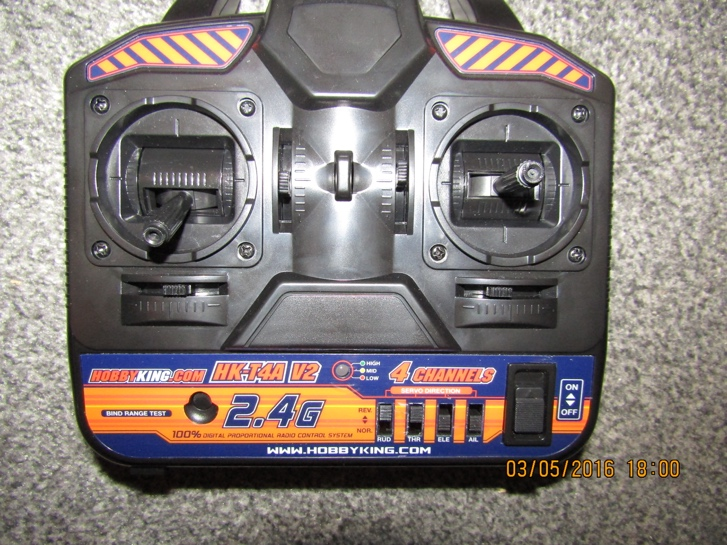 HOBBYKING.COM HK-T4A V2
HIGH
MID
LOW
4 CHANNELS
SERVO DIRECTION
BIND RANGE TEST
2.4G
REV.
NOR.
RUD THR ELE AIL
ON
OFF
100% DIGITAL PROPORTIONAL RADIO CONTROL SYSTEM
WWW.HOBBYKING.COM
03/05/2016 18:00